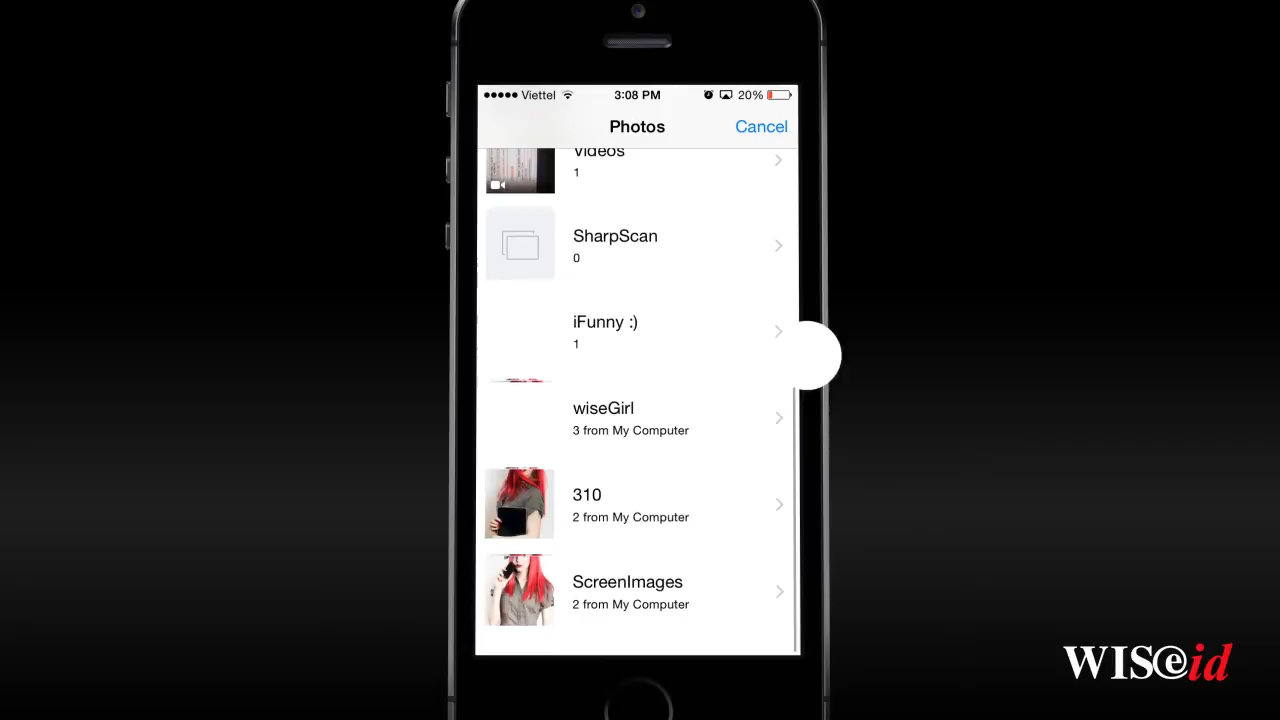 Viettel 3:08 PM 20%
Photos Cancel
Videos
1
SharpScan
0
iFunny :)
1
wiseGirl
3 from My Computer
310
2 from My Computer
ScreenImages
2 from My Computer
WISeid